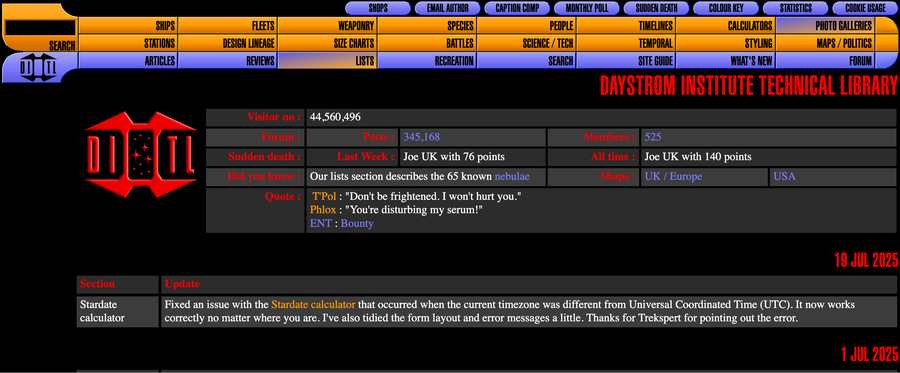 SHOPS EMAIL AUTHOR CAPTION COMP MONTHLY POLL SUDDEN DEATH COLOUR KEY STATISTICS COOKIE USAGE
SHIPS FLEETS WEAPONRY SPECIES PEOPLE TIMELINES CALCULATORS PHOTO GALLERIES
SEARCH STATIONS DESIGN LINEAGE SIZE CHARTS BATTLES SCIENCE / TECH TEMPORAL STYLING MAPS / POLITICS
DITL ARTICLES REVIEWS LISTS RECREATION SEARCH SITE GUIDE WHAT'S NEW FORUM
DAYSTROM INSTITUTE TECHNICAL LIBRARY
DITL
Visitor no : 44,560,496
Forum : Posts : 345,168 Members : 525
Sudden death : Last Week : Joe UK with 76 points All time : Joe UK with 140 points
Did you know : Our lists section describes the 65 known nebulae Shops : UK / Europe USA
Quote : T'Pol : "Don't be frightened. I won't hurt you."
Phlox : "You're disturbing my serum!"
ENT : Bounty
19 JUL 2025
Section Update
Stardate calculator Fixed an issue with the Stardate calculator that occurred when the current timezone was different from Universal Coordinated Time (UTC). It now works
correctly no matter where you are. I've also tidied the form layout and error messages a little. Thanks for Trekspert for pointing out the error.
1 JUL 2025